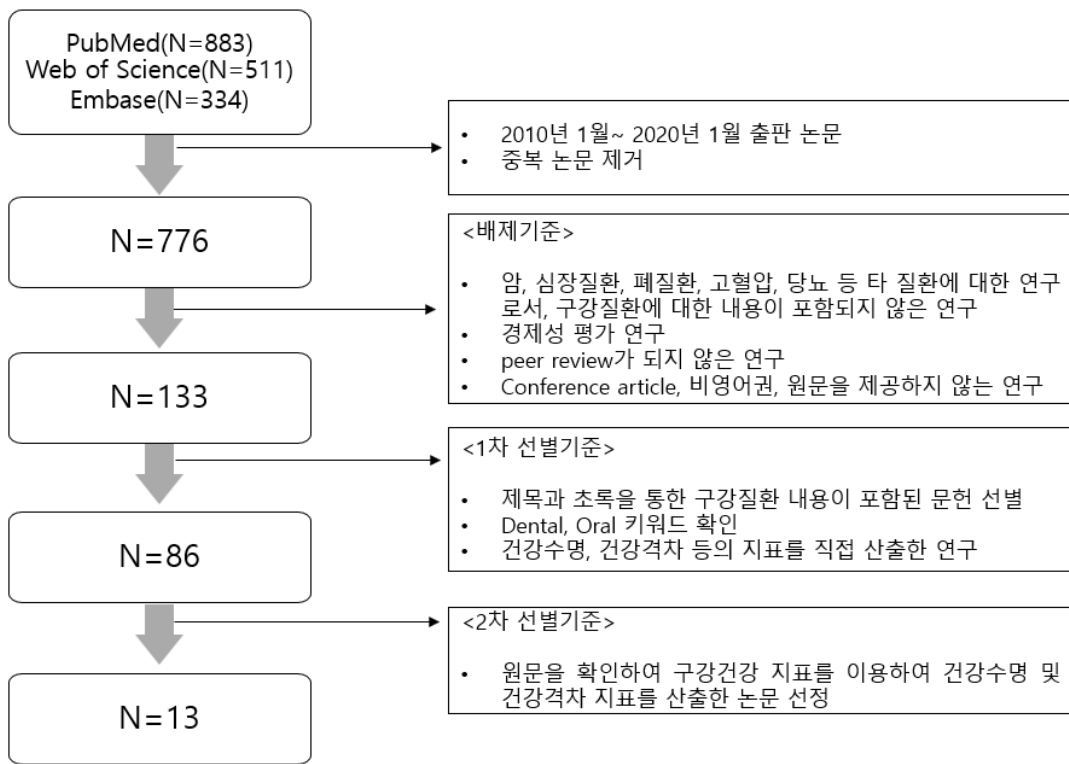 PubMed(N=883)
Web of Science(N=511)
Embase(N=334)
• 2010년 1월~ 2020년 1월 출판 논문
• 중복 논문 제거
N=776
<배제기준>
• 암, 심장질환, 폐질환, 고혈압, 당뇨 등 타 질환에 대한 연구
로서, 구강질환에 대한 내용이 포함되지 않은 연구
• 경제성 평가 연구
• peer review가 되지 않은 연구
• Conference article, 비영어권, 원문을 제공하지 않는 연구
N=133
<1차 선별기준>
• 제목과 초록을 통한 구강질환 내용이 포함된 문헌 선별
• Dental, Oral 키워드 확인
• 건강수명, 건강격차 등의 지표를 직접 산출한 연구
N=86
<2차 선별기준>
• 원문을 확인하여 구강건강 지표를 이용하여 건강수명 및
건강격차 지표를 산출한 논문 선정
N=13